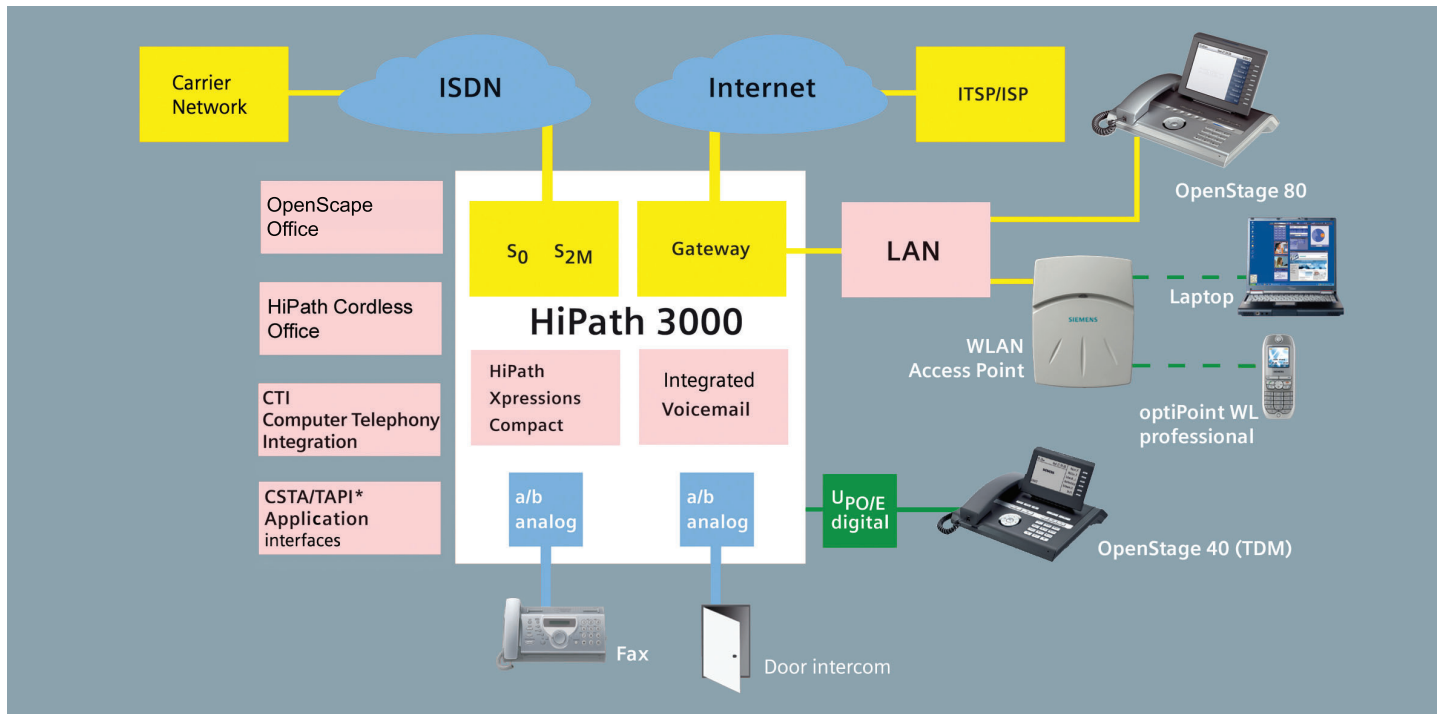 Carrier
Network
ISDN
Internet
ITSP/ISP
OpenStage 80
OpenScape
Office
HiPath Cordless
Office
CTI
Computer Telephony
Integration
CSTA/TAPI*
Application
interfaces
S0 S2M
Gateway
HiPath 3000
HiPath
Xpressions
Compact
Integrated
Voicemail
a/b
analog
a/b
analog
LAN
SIEMENS
WLAN
Access Point
Laptop
optiPoint WL
professional
UPO/E
digital
OpenStage 40 (TDM)
Fax
Door intercom